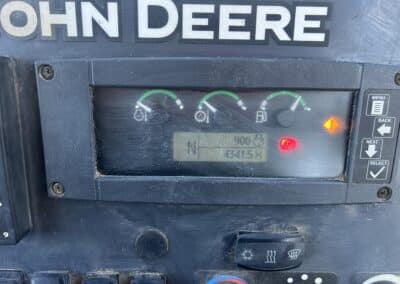 JOHN DEERE
MENU
BACK
N 900
4341.5 H
NEXT
SELECT